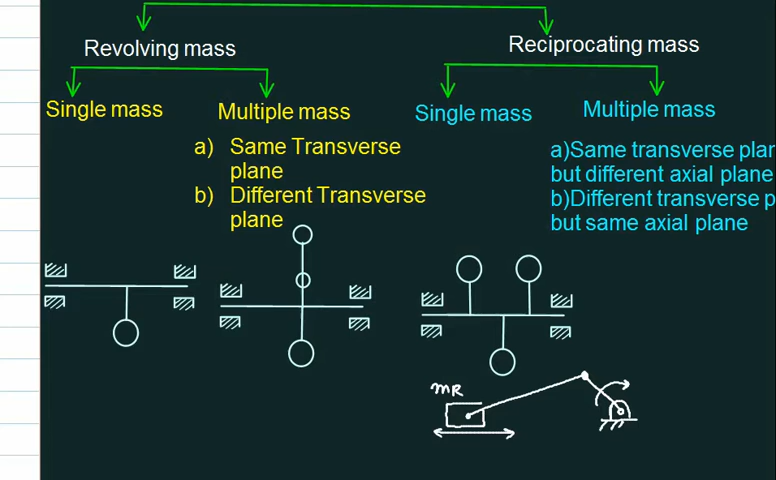 Revolving mass
Reciprocating mass
Single mass
Multiple mass
a) Same Transverse
plane
b) Different Transverse
plane
Single mass
Multiple mass
a)Same transverse plan
but different axial plane
b)Different transverse p
but same axial plane
mR